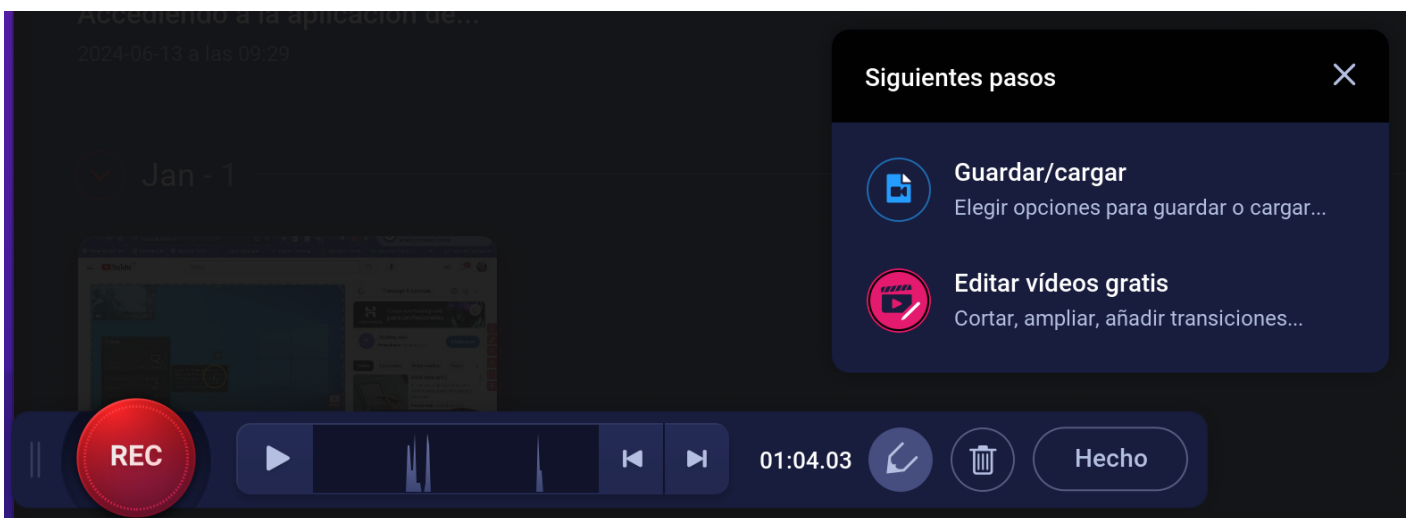 Accediendo a la aplicación de...
2024-06-13 a las 09:29
Siguientes pasos
Guardar/cargar
Elegir opciones para guardar o cargar...
Editar vídeos gratis
Cortar, ampliar, añadir transiciones...
Jan - 1
YouTube
REC
01:04.03
Hecho